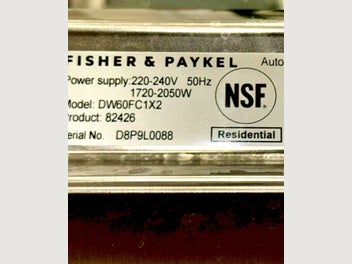 FISHER & PAYKEL Auto
Power supply: 220-240V 50Hz
1720-2050W
Model: DW60FC1X2
Product: 82426
Serial No. D8P9L0088
NSF.
Residential